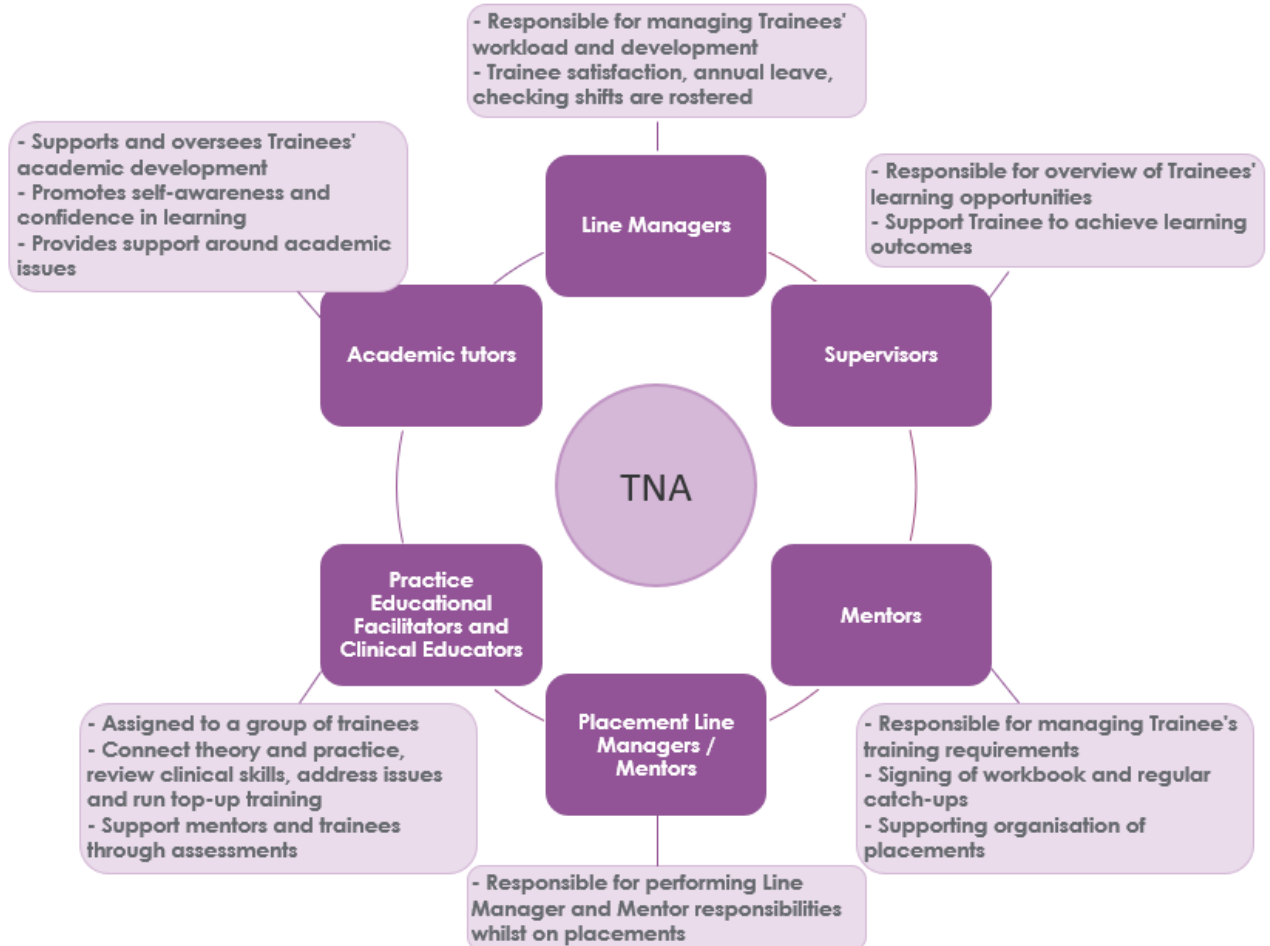 - Responsible for managing Trainees'
workload and development
- Trainee satisfaction, annual leave,
checking shifts are rostered
Line Managers
- Responsible for overview of Trainees'
learning opportunities
- Support Trainee to achieve learning
outcomes
Supervisors
- Responsible for managing Trainee's
training requirements
- Signing of workbook and regular
catch-ups
- Supporting organisation of
placements
Mentors
- Responsible for performing Line
Manager and Mentor responsibilities
whilst on placements
Placement Line
Managers /
Mentors
- Assigned to a group of trainees
- Connect theory and practice,
review clinical skills, address issues
and run top-up training
- Support mentors and trainees
through assessments
Practice
Educational
Facilitators and
Clinical Educators
- Supports and oversees Trainees'
academic development
- Promotes self-awareness and
confidence in learning
- Provides support around academic
issues
Academic tutors
TNA